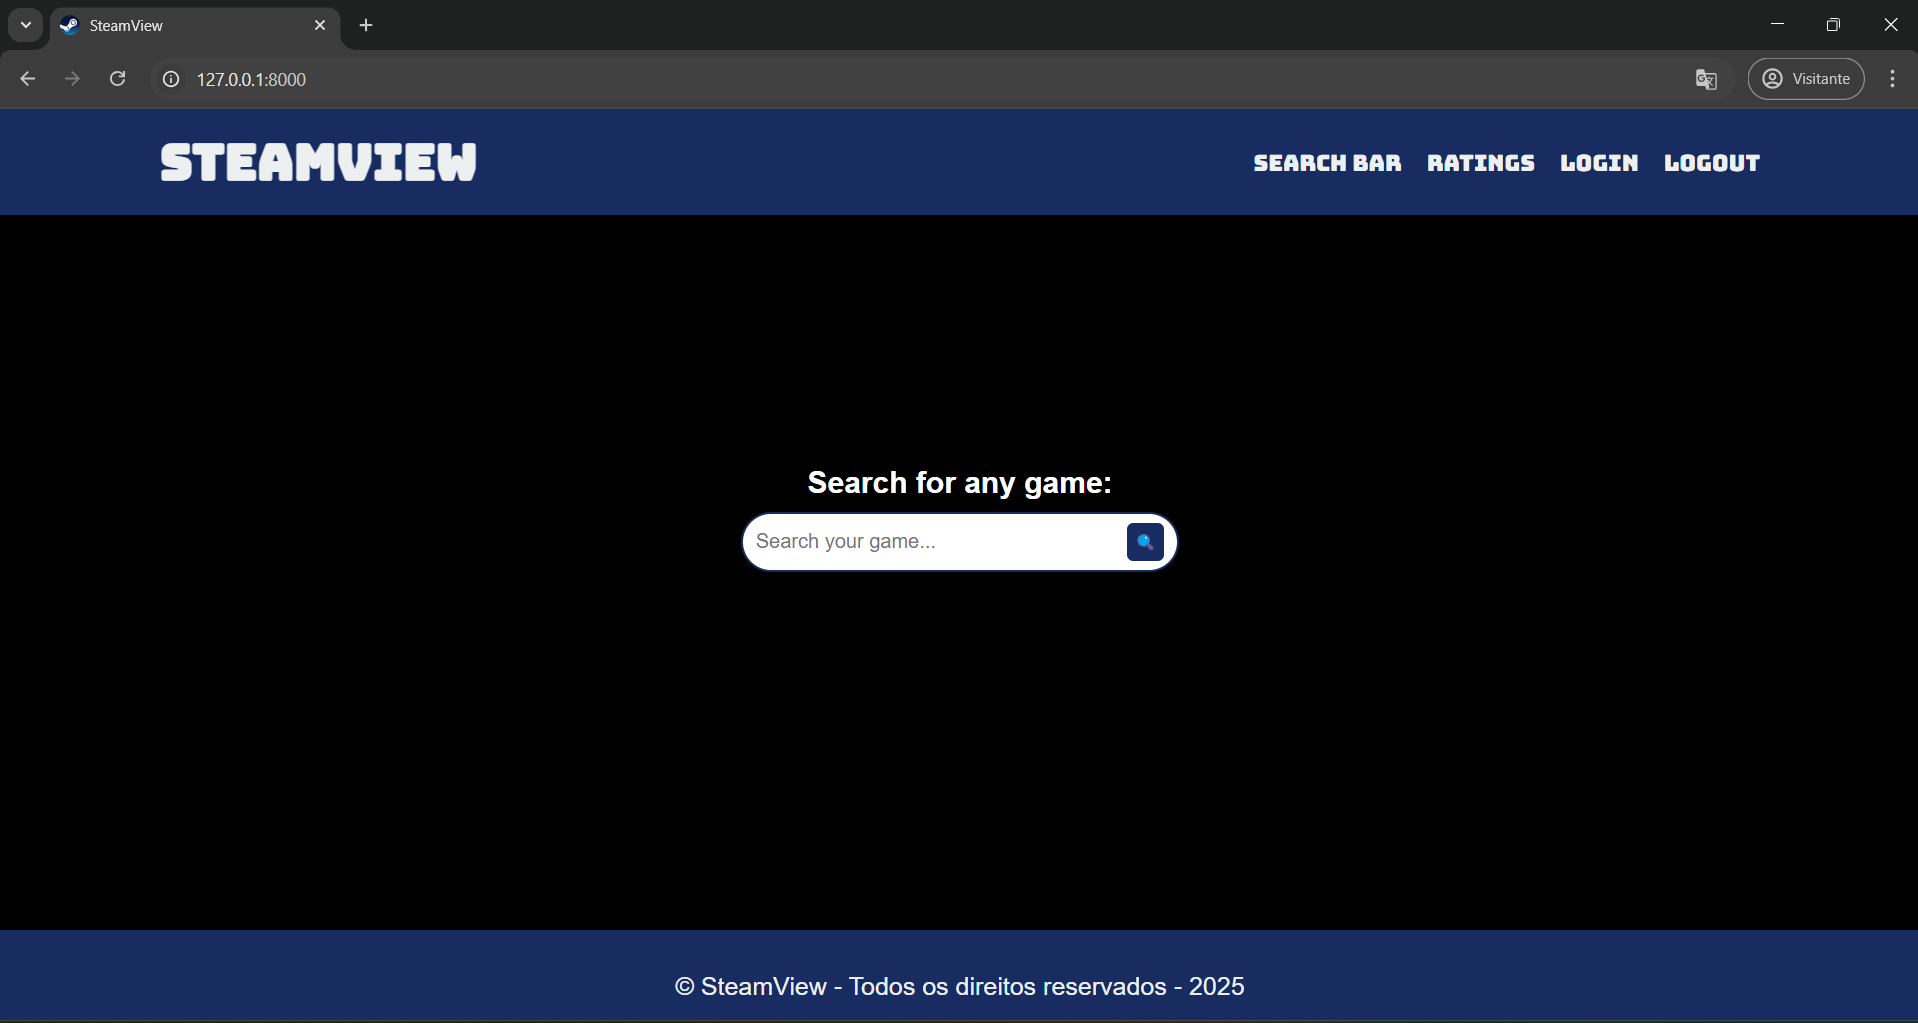 SteamView
127.0.0.1:8000
Visitante
STEAMVIEW
SEARCH BAR RATINGS LOGIN LOGOUT
Search for any game:
Search your game...
© SteamView - Todos os direitos reservados - 2025